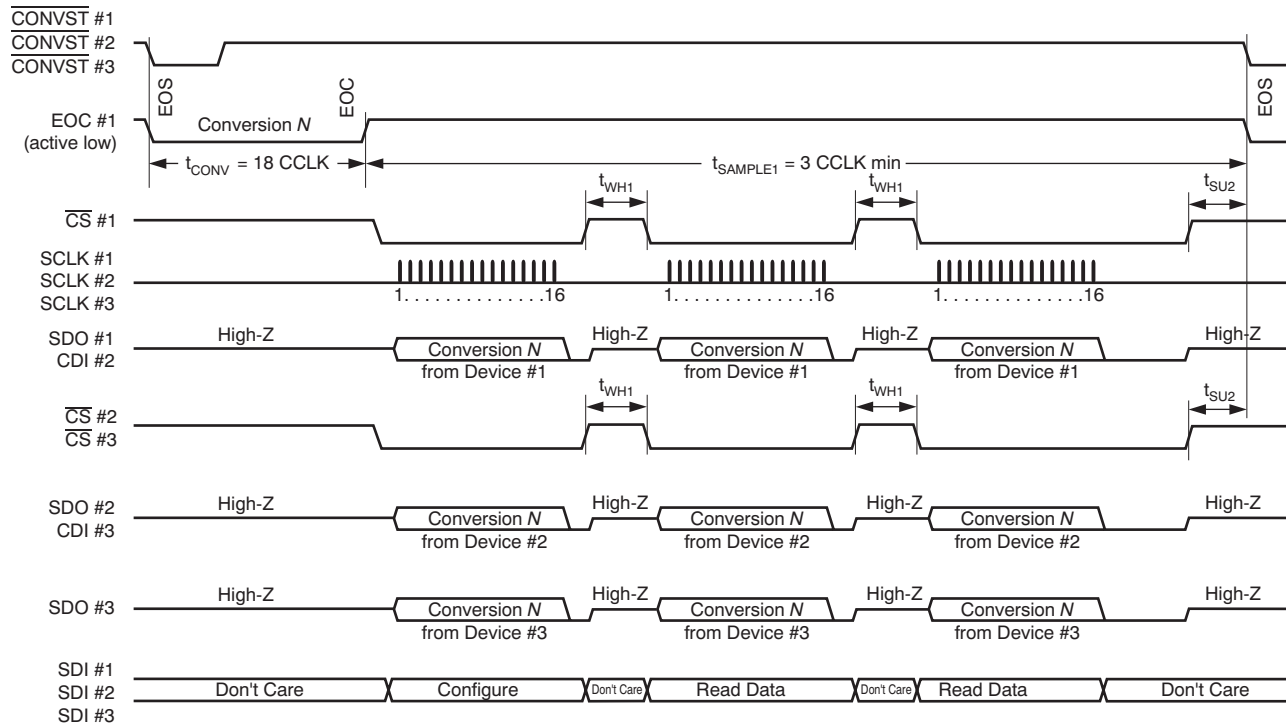 CONVST #1
CONVST #2
CONVST #3
EOS
EOC
EOS
EOC #1
(active low)
Conversion N
tCONV = 18 CCLK
tSAMPLE1 = 3 CCLK min
tWH1
tWH1
tSU2
CS #1
SCLK #1
SCLK #2
SCLK #3
1. . . . . . . . . . . . . .16
1. . . . . . . . . . . . . .16
1. . . . . . . . . . . . . .16
SDO #1
CDI #2
High-Z
Conversion N
from Device #1
High-Z
Conversion N
from Device #1
High-Z
Conversion N
from Device #1
High-Z
tWH1
tWH1
tSU2
CS #2
CS #3
SDO #2
CDI #3
High-Z
Conversion N
from Device #2
High-Z
Conversion N
from Device #2
High-Z
Conversion N
from Device #2
High-Z
SDO #3
High-Z
Conversion N
from Device #3
High-Z
Conversion N
from Device #3
High-Z
Conversion N
from Device #3
High-Z
SDI #1
SDI #2
SDI #3
Don't Care
Configure
Don't Care
Read Data
Don't Care
Read Data
Don't Care